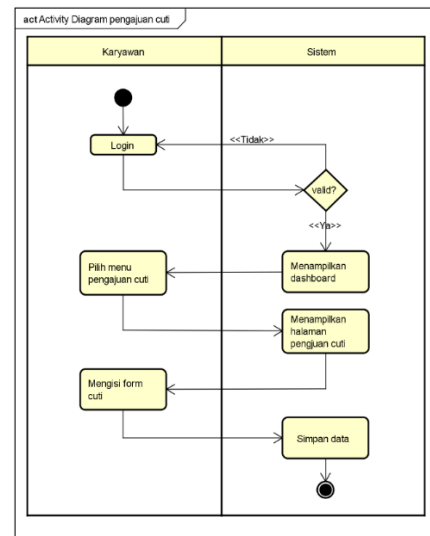 act Activity Diagram pengajuan cuti
Karyawan
Sistem
Login
<<Tidak>>
valid?
<<Ya>>
Pilih menu
pengajuan cuti
Menampilkan
dashboard
Menampilkan
halaman
pengjuan cuti
Mengisi form
cuti
Simpan data